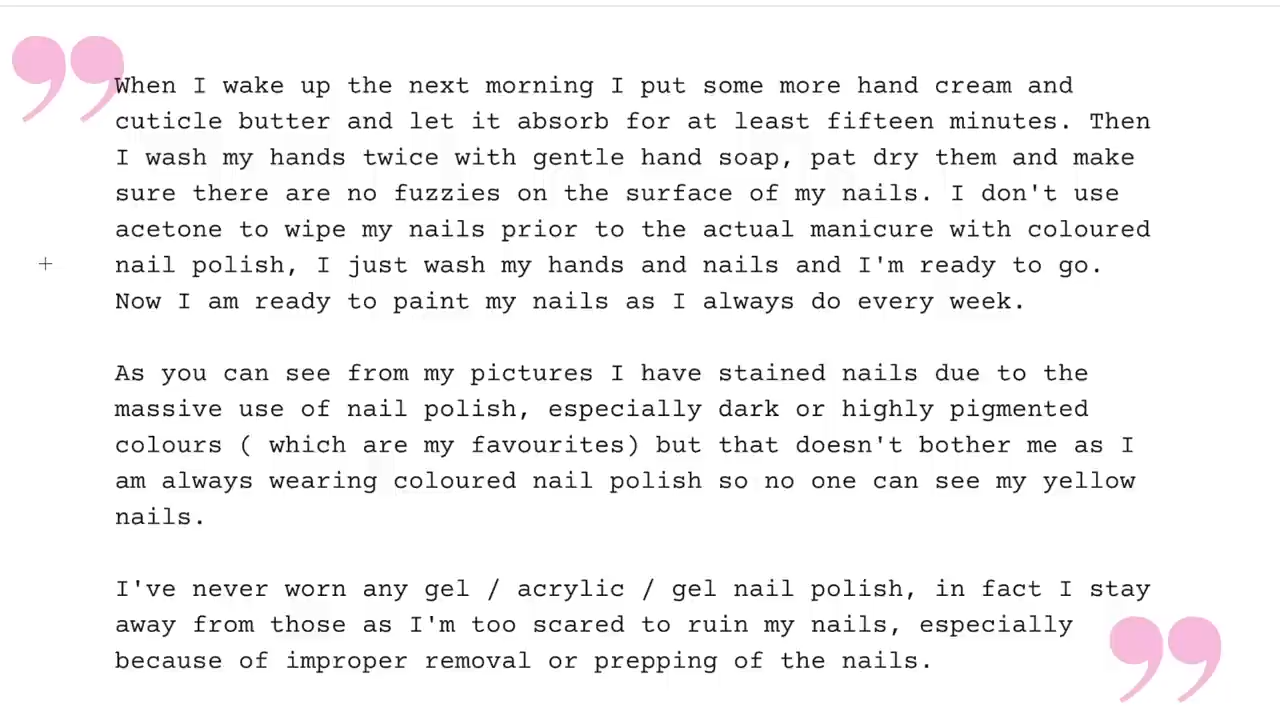 When I wake up the next morning I put some more hand cream and
cuticle butter and let it absorb for at least fifteen minutes. Then
I wash my hands twice with gentle hand soap, pat dry them and make
sure there are no fuzzies on the surface of my nails. I don't use
acetone to wipe my nails prior to the actual manicure with coloured
nail polish, I just wash my hands and nails and I'm ready to go.
Now I am ready to paint my nails as I always do every week.
As you can see from my pictures I have stained nails due to the
massive use of nail polish, especially dark or highly pigmented
colours ( which are my favourites) but that doesn't bother me as I
am always wearing coloured nail polish so no one can see my yellow
nails.
I've never worn any gel / acrylic / gel nail polish, in fact I stay
away from those as I'm too scared to ruin my nails, especially
because of improper removal or prepping of the nails.